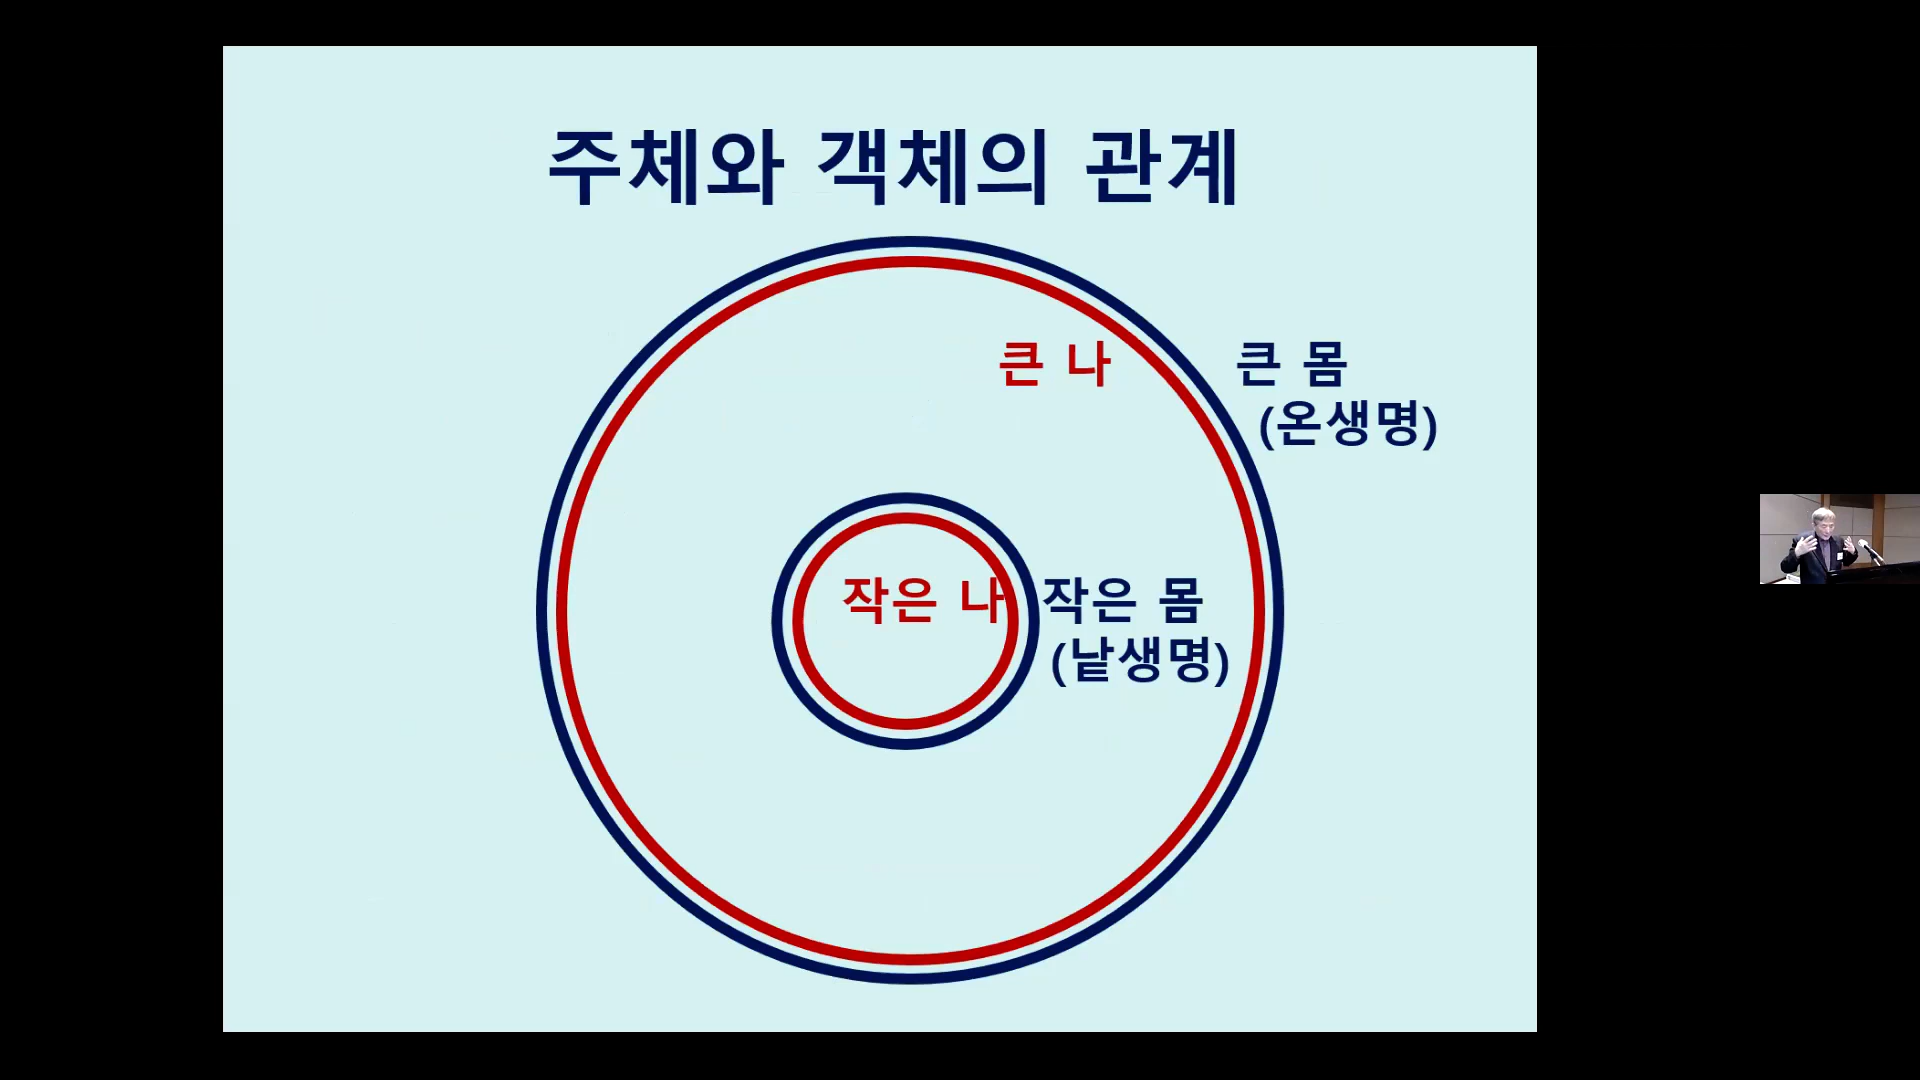 주체와 객체의 관계
큰 나 큰 몸
(온생명)
작은 나 작은 몸
(낱생명)